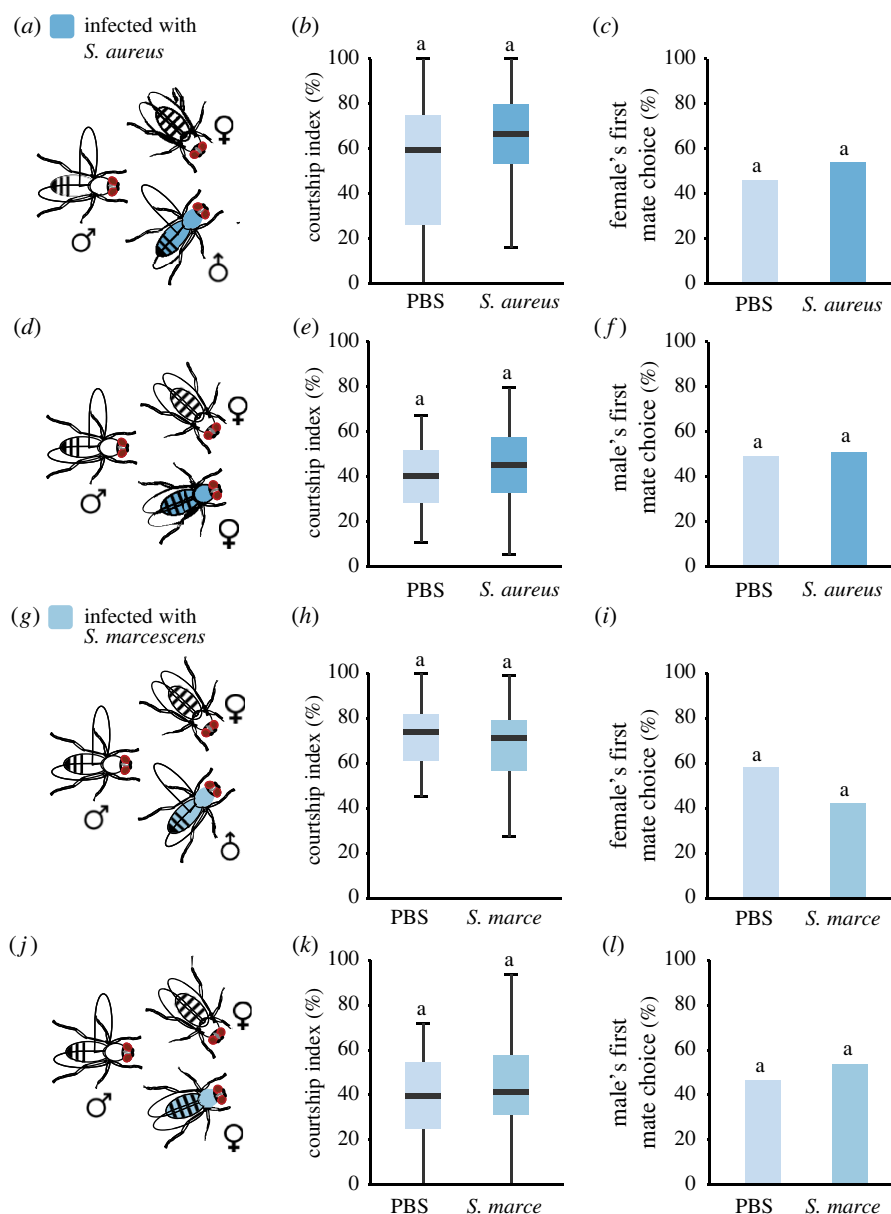 (a) infected with
S. aureus
♀
♂
♂
(b)
courtship index (%)
100
80
60
40
20
0
a a
PBS S. aureus
(c)
female's first
mate choice (%)
100
80
60
40
20
0
a a
PBS S. aureus
(d)
♀
♂
♀
(e)
courtship index (%)
100
80
60
40
20
0
a a
PBS S. aureus
(f)
male's first
mate choice (%)
100
80
60
40
20
0
a a
PBS S. aureus
(g) infected with
S. marcescens
♀
♂
♂
(h)
courtship index (%)
100
80
60
40
20
0
a a
PBS S. marce
(i)
female's first
mate choice (%)
100
80
60
40
20
0
a a
PBS S. marce
(j)
♀
♂
♀
(k)
courtship index (%)
100
80
60
40
20
0
a a
PBS S. marce
(l)
male's first
mate choice (%)
100
80
60
40
20
0
a a
PBS S. marce